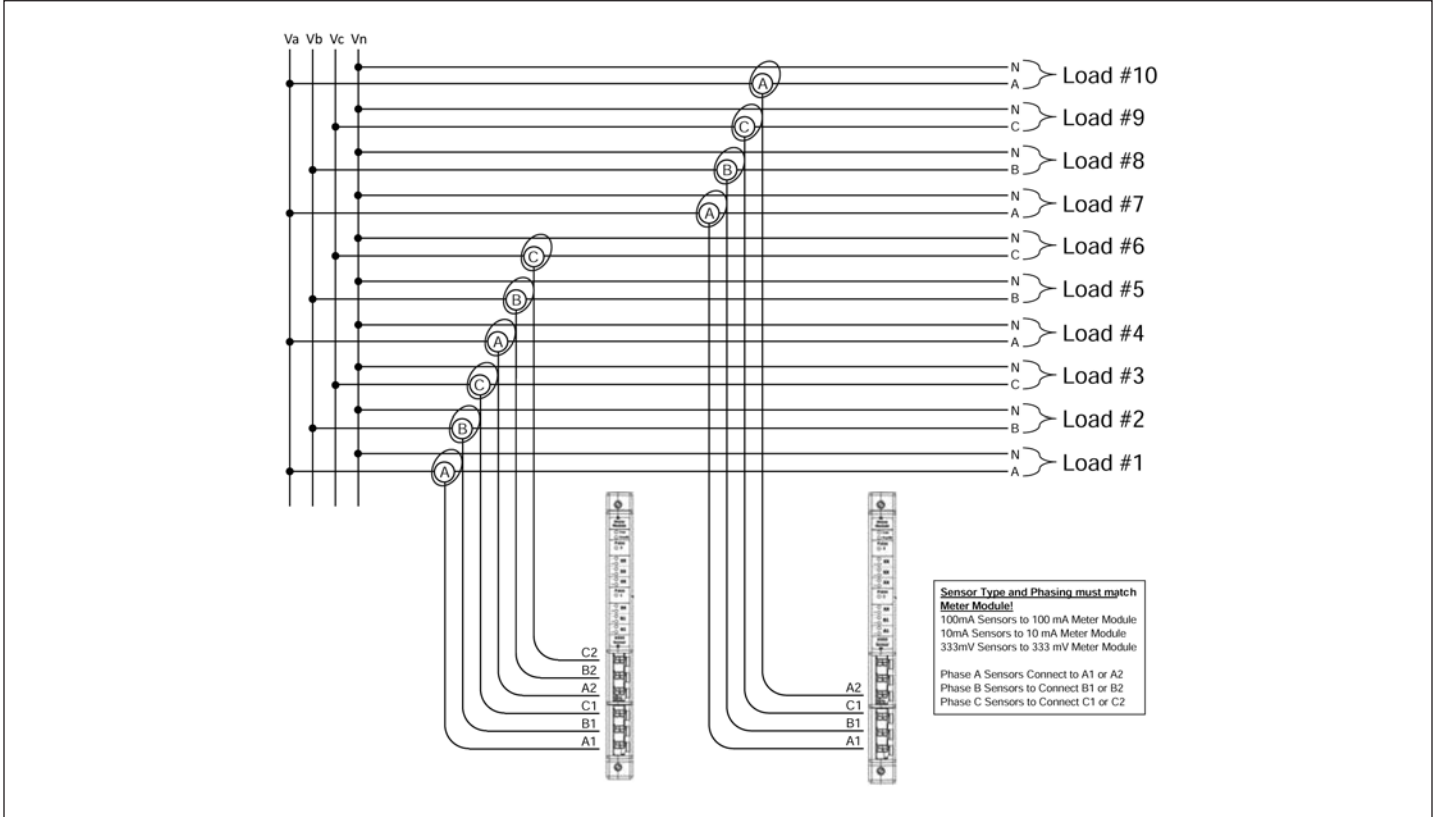 Va Vb Vc Vn
N
A
Load #10
A
N
C
Load #9
C
N
B
Load #8
B
N
A
Load #7
A
N
C
Load #6
C
N
B
Load #5
B
N
A
Load #4
A
N
C
Load #3
C
N
B
Load #2
B
N
A
Load #1
A
C2
B2
A2
C1
B1
A1
A2
C1
B1
A1
Sensor Type and Phasing must match
Meter Module!
100mA Sensors to 100 mA Meter Module
10mA Sensors to 10 mA Meter Module
333mV Sensors to 333 mV Meter Module
Phase A Sensors Connect to A1 or A2
Phase B Sensors to Connect B1 or B2
Phase C Sensors to Connect C1 or C2